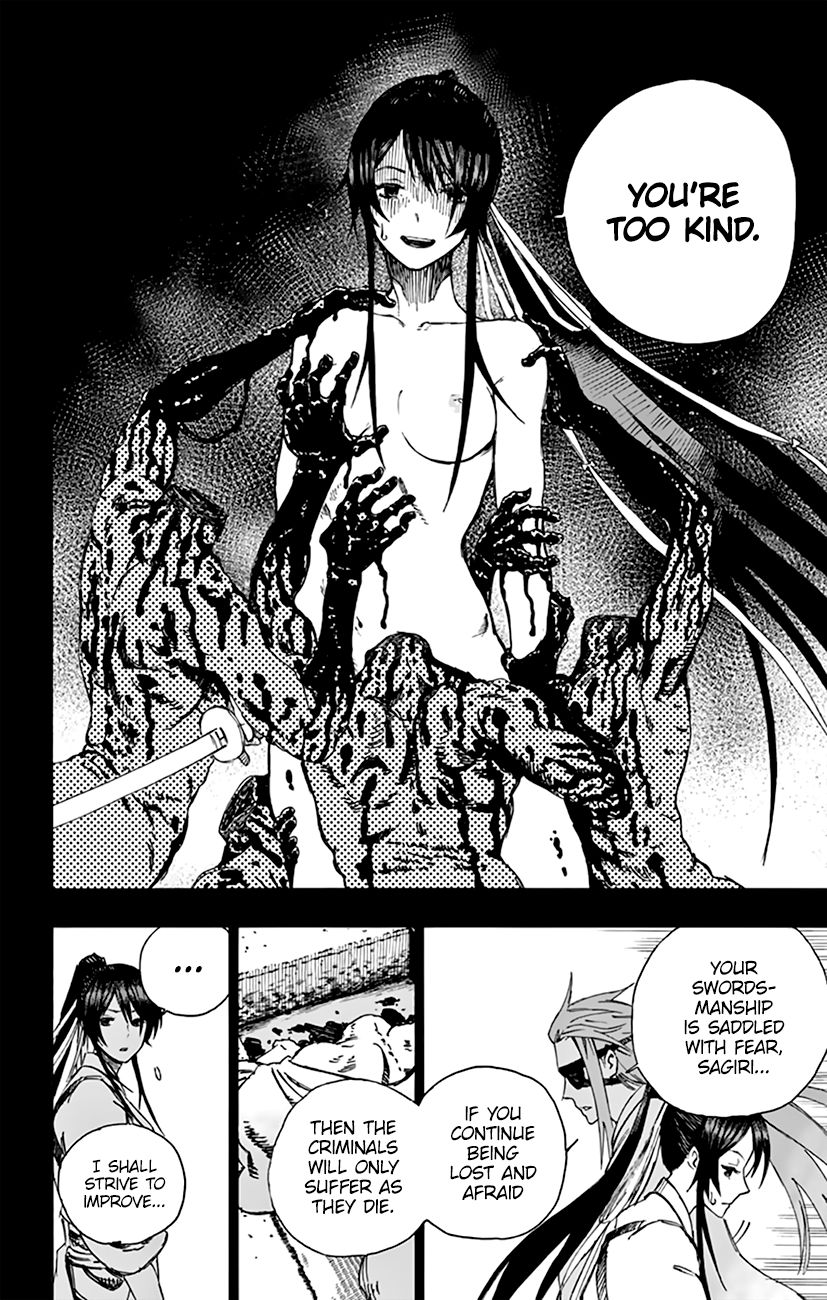 YOU'RE
TOO KIND.
YOUR
SWORDS-
MANSHIP
IS SADDLED
WITH FEAR,
SAGIRI...
IF YOU
CONTINUE
BEING
LOST AND
AFRAID
THEN THE
CRIMINALS
WILL ONLY
SUFFER AS
THEY DIE.
...
I SHALL
STRIVE TO
IMPROVE...